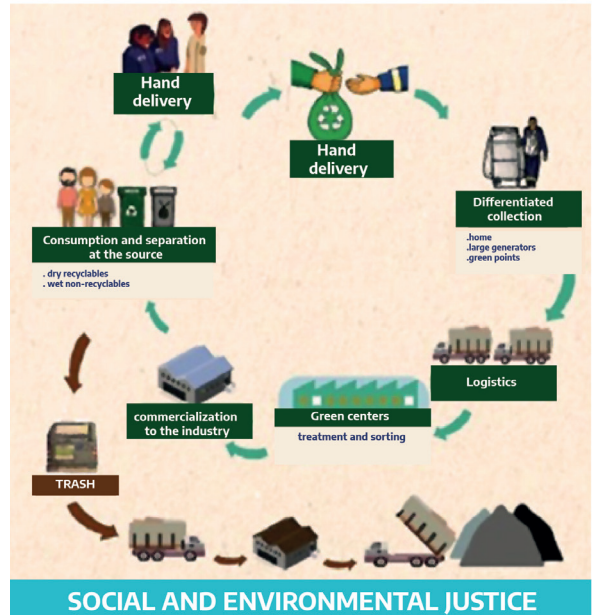 Hand
delivery
Hand
delivery
Differentiated
collection
.home
.large generators
.green points
Consumption and separation
at the source
. dry recyclables
. wet non-recyclables
Logistics
Green centers
treatment and sorting
commercialization
to the industry
TRASH
SOCIAL AND ENVIRONMENTAL JUSTICE